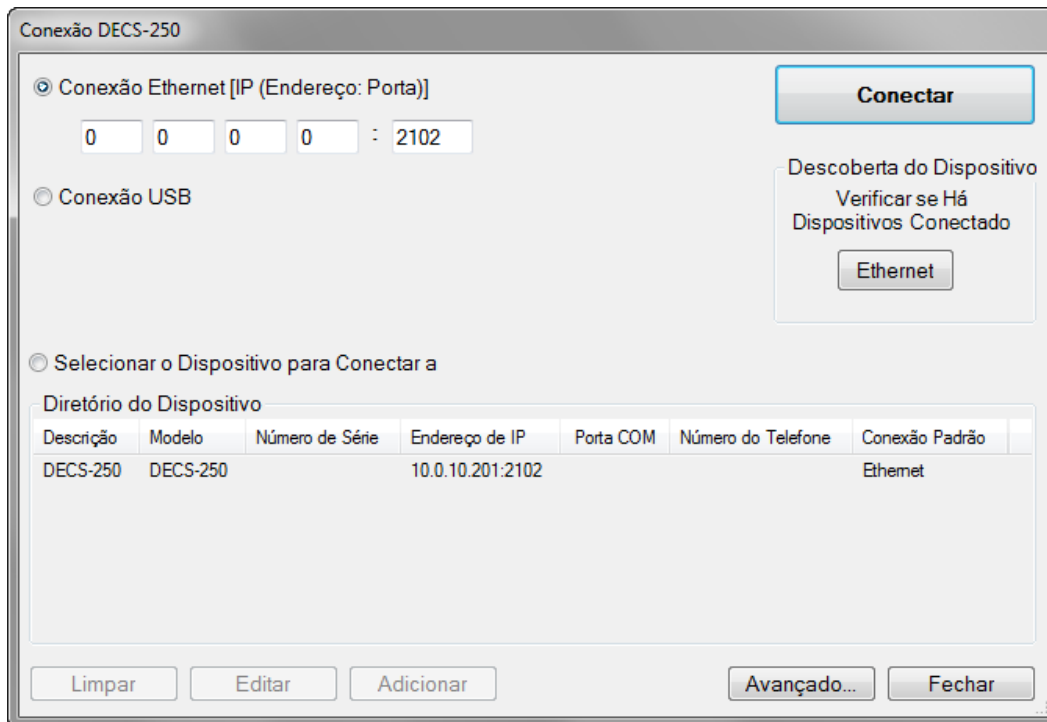 Conexão DECS-250
Conexão Ethernet [IP (Endereço: Porta)]
0 0 0 0 : 2102
Conectar
Conexão USB
Descoberta do Dispositivo
Verificar se Há
Dispositivos Conectado
Ethernet
Selecionar o Dispositivo para Conectar a
Diretório do Dispositivo
Descrição Modelo Número de Série Endereço de IP Porta COM Número do Telefone Conexão Padrão
DECS-250 DECS-250 10.0.10.201:2102 Ethernet
Limpar Editar Adicionar Avançado... Fechar